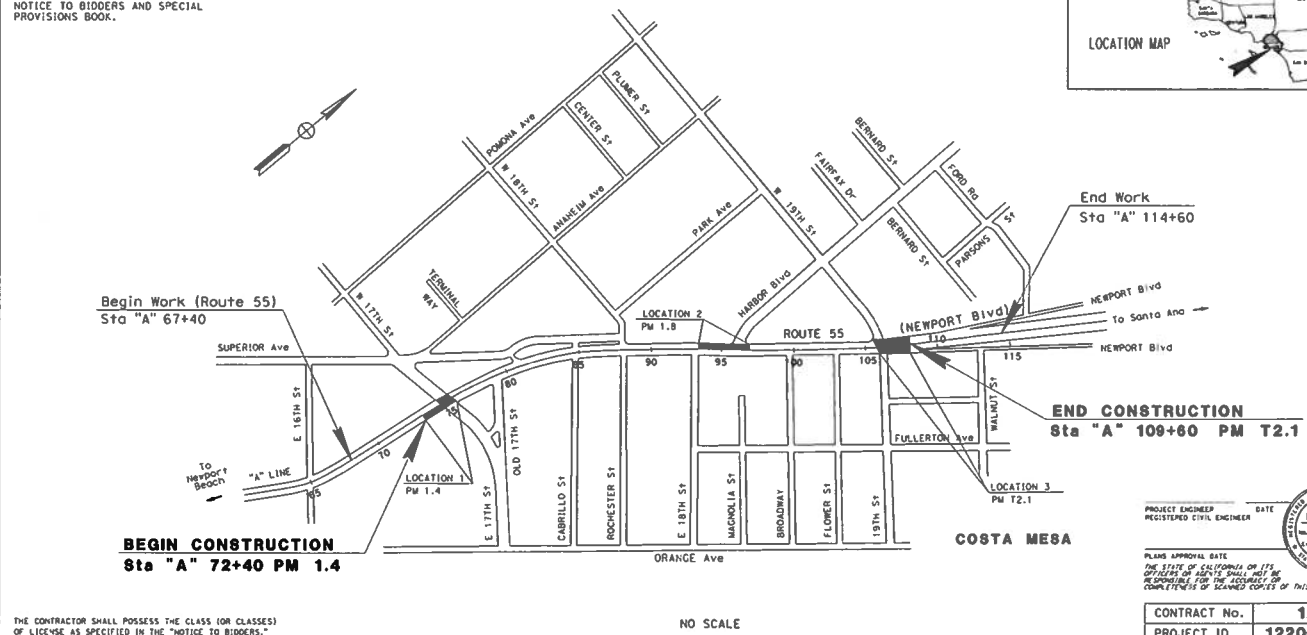 NOTICE TO BIDDERS AND SPECIAL
PROVISIONS BOOK.
LOCATION MAP
POMONA Ave
PLUMER St
CENTER St
W 18TH St
ANAHEIM Ave
PARK Ave
W 19TH St
FAIRFAX Dr
BERNARD St
FORD Rd
BERNARD St
PARSONS St
End Work
Sta "A" 114+60
TERMINAL
WAY
W 17TH St
HARBOR Blvd
Begin Work (Route 55)
Sta "A" 67+40
LOCATION 2
PM 1.8
ROUTE 55
(NEWPORT Blvd)
NEWPORT Blvd
To Santa Ana
NEWPORT Blvd
SUPERIOR Ave
65
70
75
80
85
90
95
100
105
110
115
E 16TH St
To
Newport
Beach
"A" LINE
LOCATION 1
PM 1.4
E 17TH St
OLD 17TH St
CABRILLO St
ROCHESTER St
E 18TH St
MAGNOLIA St
BROADWAY
FLOWER St
19TH St
FULLERTON Ave
WALNUT St
END CONSTRUCTION
Sta "A" 109+60 PM T2.1
LOCATION 3
PM T2.1
BEGIN CONSTRUCTION
Sta "A" 72+40 PM 1.4
ORANGE Ave
COSTA MESA
PROJECT ENGINEER DATE
REGISTERED CIVIL ENGINEER
PLANS APPROVAL DATE
THE STATE OF CALIFORNIA OR ITS
OFFICERS OR AGENTS SHALL NOT BE
RESPONSIBLE FOR THE ACCURACY OR
COMPLETENESS OF SCANNED COPIES OF THIS
THE CONTRACTOR SHALL POSSESS THE CLASS (OR CLASSES)
OF LICENSE AS SPECIFIED IN THE "NOTICE TO BIDDERS."
NO SCALE
CONTRACT No.
PROJECT ID